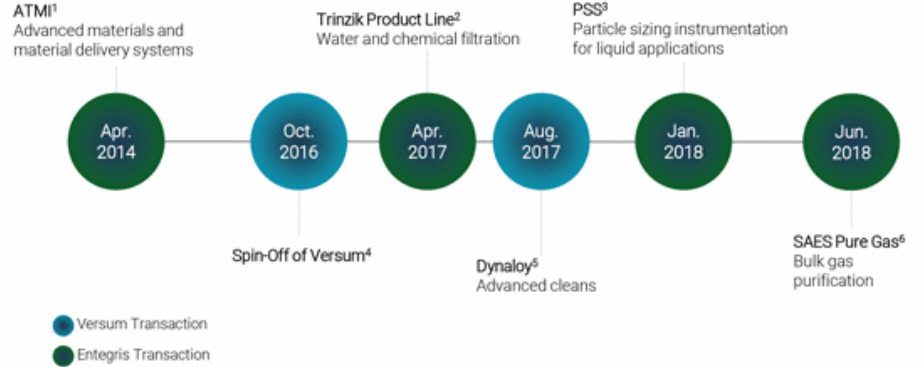 ATMI¹
Advanced materials and
material delivery systems
Trinzik Product Line²
Water and chemical filtration
PSS³
Particle sizing instrumentation
for liquid applications
Apr.
2014
Oct.
2016
Apr.
2017
Aug.
2017
Jan.
2018
Jun.
2018
Spin-Off of Versum⁴
Dynaloy⁵
Advanced cleans
SAES Pure Gas⁶
Bulk gas
purification
Versum Transaction
Entegris Transaction